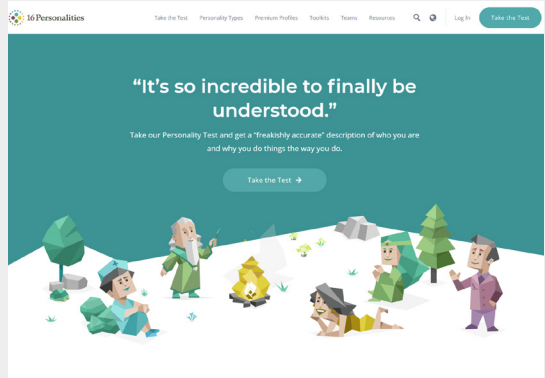 16Personalities
Take the Test Personality Types Premium Profiles Toolkits Teams Resources Log In Take the Test
“It’s so incredible to finally be
understood.”
Take our Personality Test and get a “freakishly accurate” description of who you are
and why you do things the way you do.
Take the Test →